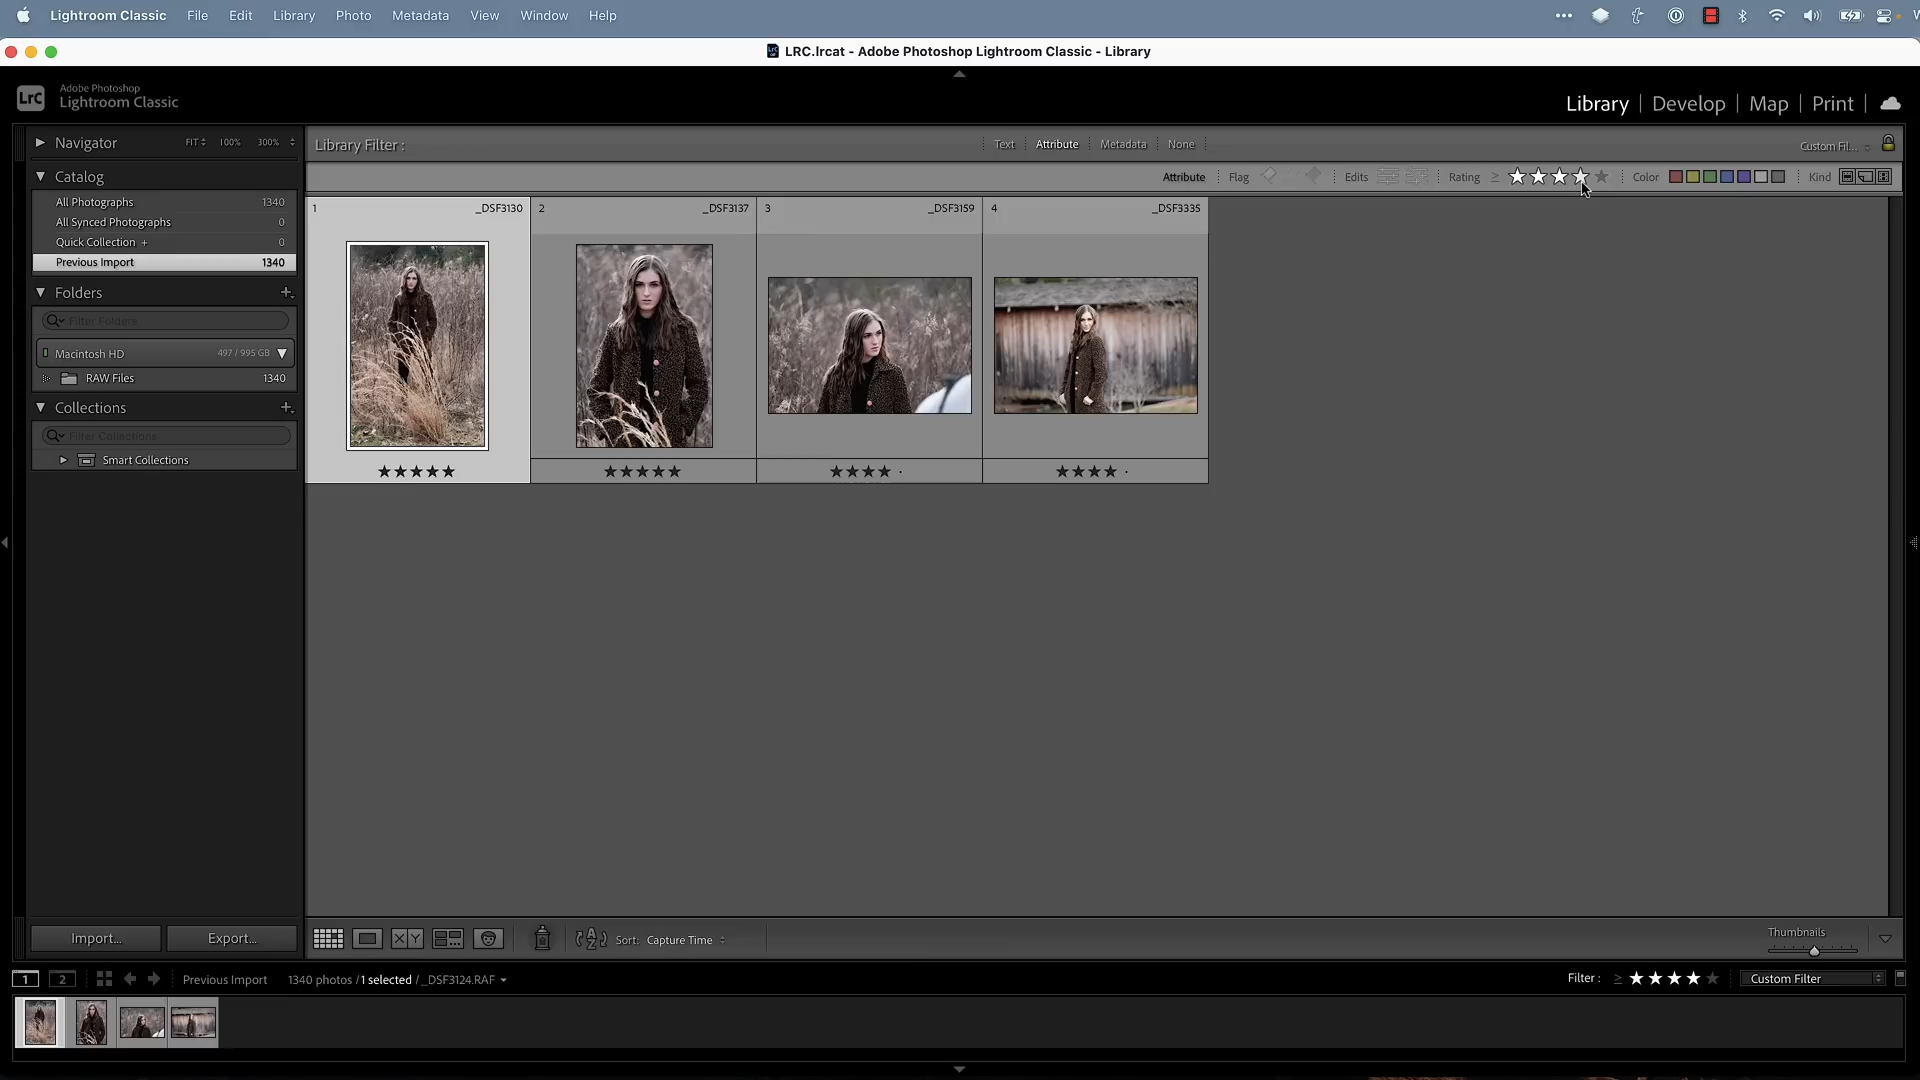 Lightroom Classic File Edit Library Photo Metadata View Window Help
LRC.lrcat - Adobe Photoshop Lightroom Classic - Library
LrC Adobe Photoshop
Lightroom Classic
Library | Develop | Map | Print |
Navigator FIT 100% 300%
Library Filter : Text Attribute Metadata None Custom Fil...
Attribute Flag Edits Rating ≥ ★★★★★ Color Kind
Catalog
All Photographs 1340
All Synced Photographs 0
Quick Collection + 0
Previous Import 1340
Folders +
Filter Folders
Macintosh HD 497 / 995 GB
RAW Files 1340
Collections +
Filter Collections
Smart Collections
1 _DSF3130 2 _DSF3137 3 _DSF3159 4 _DSF3335
★★★★★ ★★★★★ ★★★★ · ★★★★ ·
Import... Export... X Y A Z Sort: Capture Time Thumbnails
1 2 Previous Import 1340 photos / 1 selected / _DSF3124.RAF Filter : ≥ ★★★★★ Custom Filter